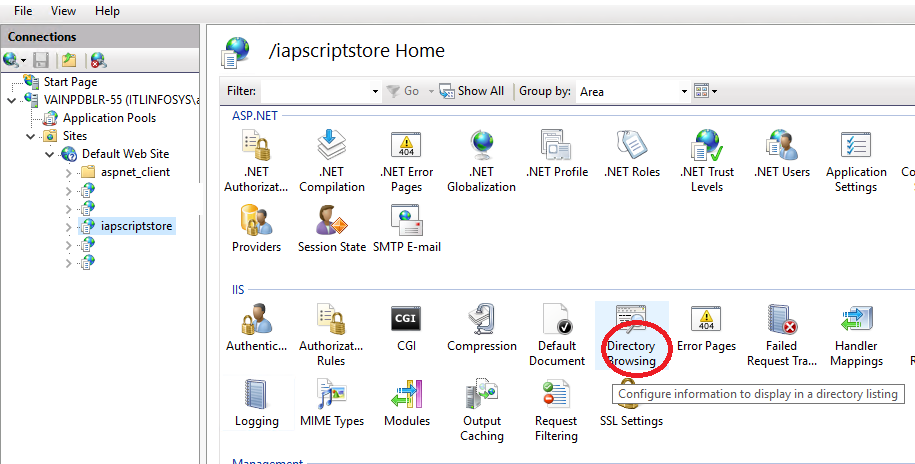 File View Help
Connections
Start Page
VAINPDBLR-55 (ITLINFOSYS\a
Application Pools
Sites
Default Web Site
aspnet_client
iapscriptstore
/iapscriptstore Home
Filter: Go Show All Group by: Area
ASP.NET
.NET Authorizat...
.NET Compilation
.NET Error Pages
.NET Globalization
.NET Profile
.NET Roles
.NET Trust Levels
.NET Users
Application Settings
Providers
Session State
SMTP E-mail
IIS
Authentic...
Authorizat... Rules
CGI
Compression
Default Document
Directory Browsing
Error Pages
Failed Request Tra...
Handler Mappings
Configure information to display in a directory listing
Logging
MIME Types
Modules
Output Caching
Request Filtering
SSL Settings
Management